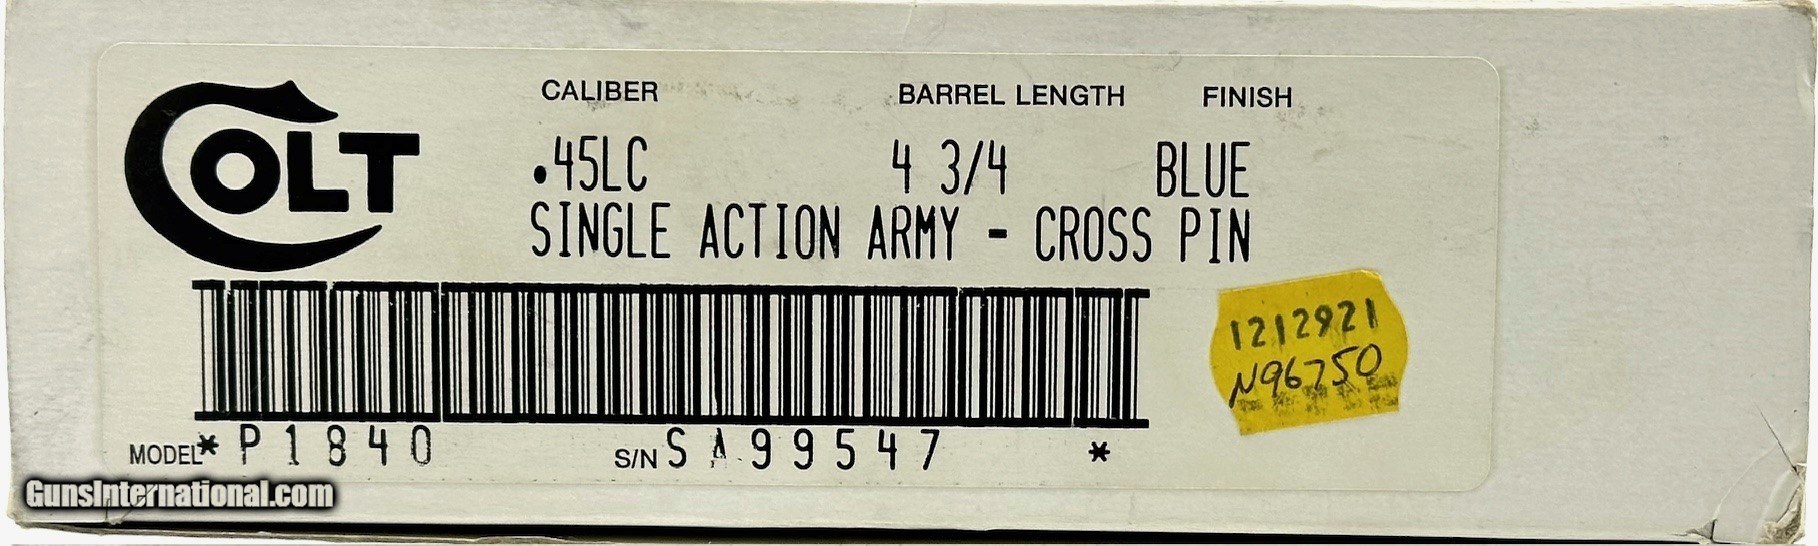 COLT
CALIBER BARREL LENGTH FINISH
.45LC 4 3/4 BLUE
SINGLE ACTION ARMY - CROSS PIN
1212921
N96750
MODEL *P1840 S/N SA99547 *
GunsInternational.com